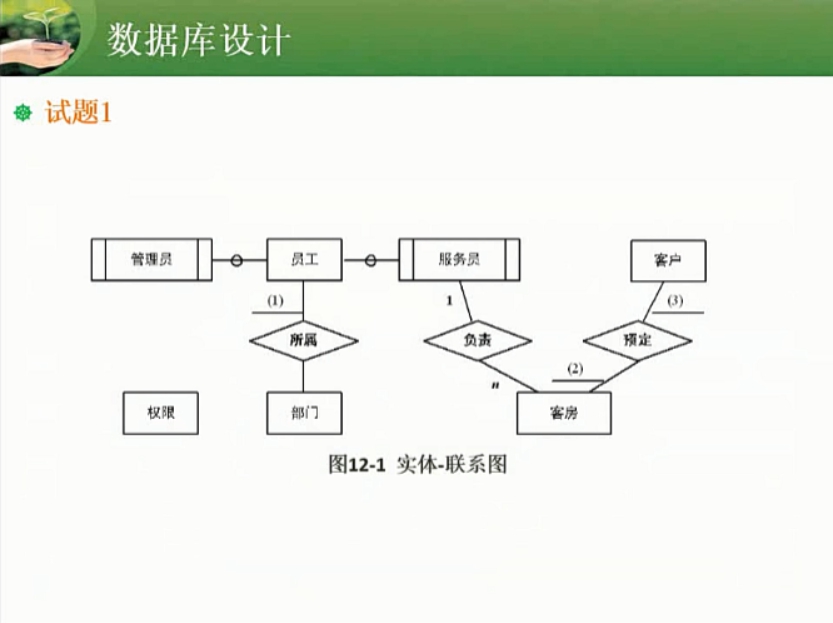 数据库设计
试题1
管理员 员工 服务员 客户
(1) 1 (3)
所属 负责 预定
n (2)
权限 部门 客房
图12-1 实体-联系图